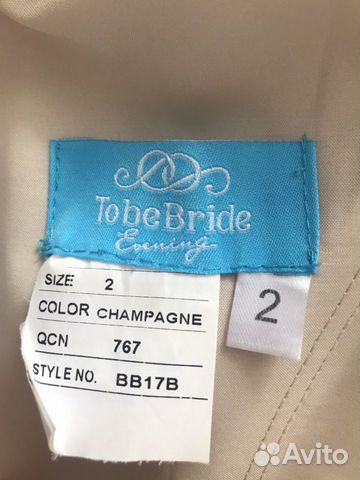 TobeBride
Evening
SIZE: 2
COLOR CHAMPAGNE
QCN 767
STYLE NO. BB17B
2
Avito